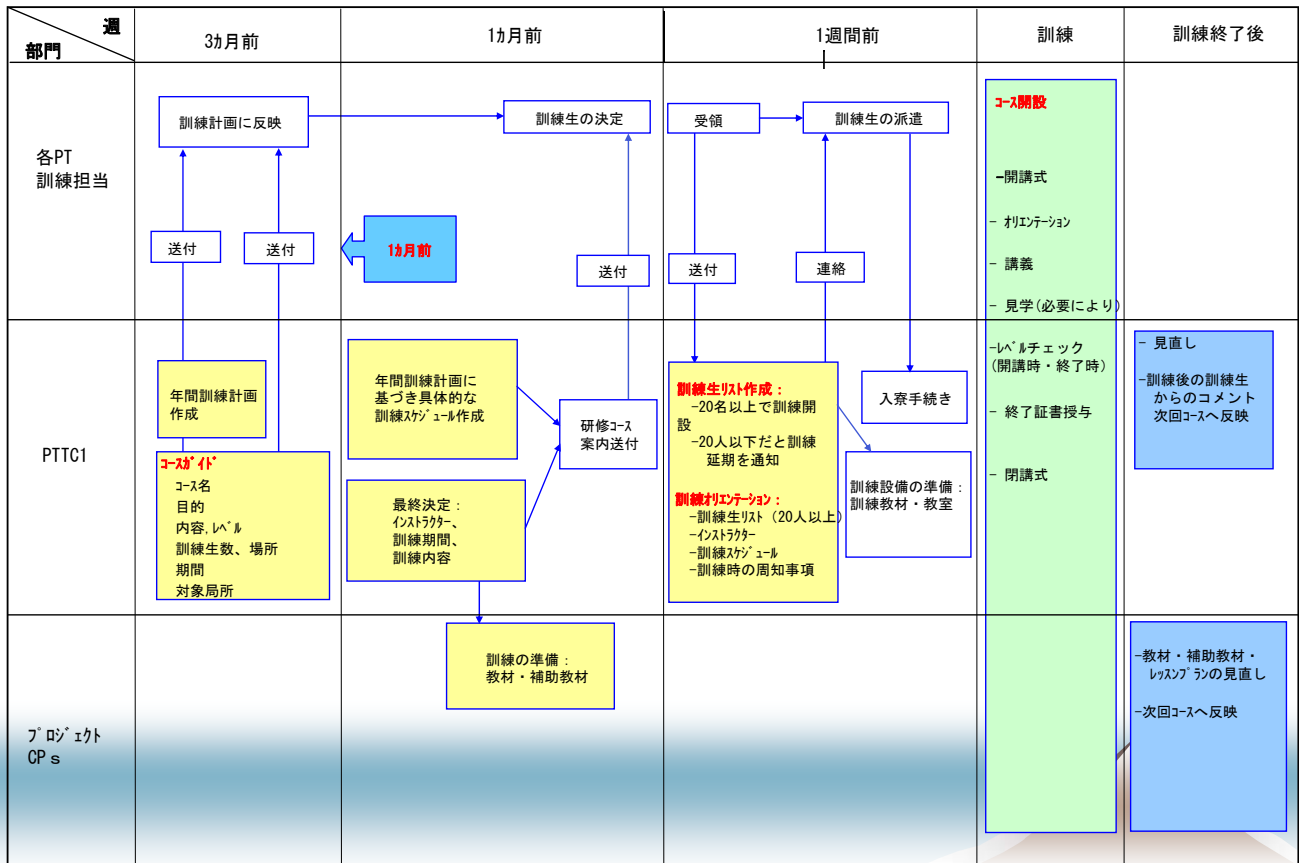 週
部門
3ｶ月前
1ｶ月前
1週間前
訓練
訓練終了後
各PT
訓練担当
訓練計画に反映
訓練生の決定
受領
訓練生の派遣
送付
送付
1ｶ月前
送付
送付
連絡
ｺｰｽ開設
-開講式
- ｵﾘｴﾝﾃｰｼｮﾝ
- 講義
- 見学(必要により)
-ﾚﾍﾞﾙチェック
(開講時・終了時)
- 終了証書授与
- 閉講式
PTTC1
年間訓練計画
作成
ｺｰｽｶﾞｲﾄﾞ
ｺｰｽ名
目的
内容,ﾚﾍﾞﾙ
訓練生数、場所
期間
対象局所
年間訓練計画に
基づき具体的な
訓練ｽｹｼﾞｭｰﾙ作成
最終決定：
ｲﾝｽﾄﾗｸﾀｰ、
訓練期間、
訓練内容
研修ｺｰｽ
案内送付
訓練生リスト作成：
-20名以上で訓練開
設
-20人以下だと訓練
延期を通知
訓練ｵﾘｴﾝﾃｰｼｮﾝ：
-訓練生リスト（20人以上)
-ｲﾝｽﾄﾗｸﾀｰ
-訓練ｽｹｼﾞｭｰﾙ
-訓練時の周知事項
入寮手続き
訓練設備の準備：
訓練教材・教室
- 見直し
-訓練後の訓練生
からのコメント
次回ｺｰｽへ反映
ﾌﾟﾛｼﾞｪｸﾄ
CPｓ
訓練の準備：
教材・補助教材
-教材・補助教材・
ﾚｯｽﾝﾌﾟﾗﾝの見直し
-次回ｺｰｽへ反映